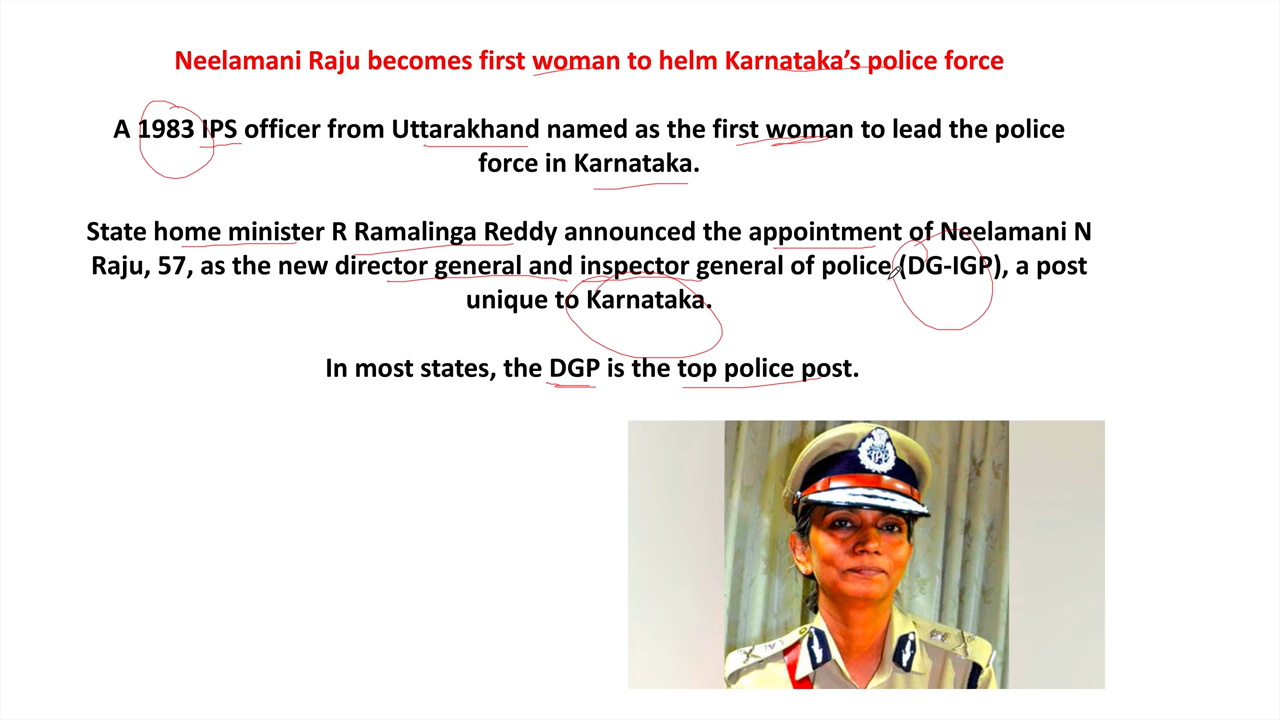 Neelamani Raju becomes first woman to helm Karnataka’s police force
A 1983 IPS officer from Uttarakhand named as the first woman to lead the police
force in Karnataka.
State home minister R Ramalinga Reddy announced the appointment of Neelamani N
Raju, 57, as the new director general and inspector general of police (DG-IGP), a post
unique to Karnataka.
In most states, the DGP is the top police post.